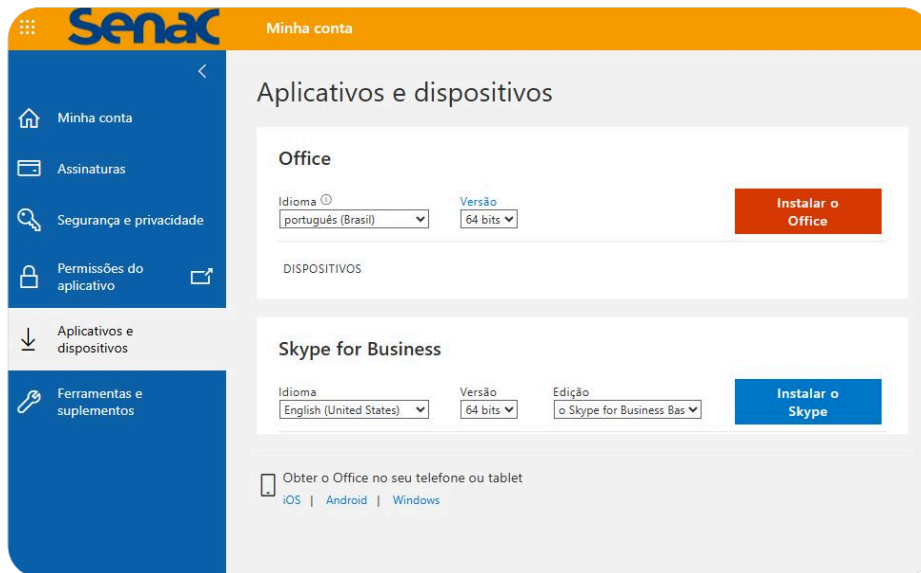 Senac
Minha conta
Minha conta
Assinaturas
Segurança e privacidade
Permissões do
aplicativo
Aplicativos e
dispositivos
Ferramentas e
suplementos
Aplicativos e dispositivos
Office
Idioma
Versão
português (Brasil)
64 bits
Instalar o
Office
DISPOSITIVOS
Skype for Business
Idioma
Versão
Edição
English (United States)
64 bits
o Skype for Business Bas
Instalar o
Skype
Obter o Office no seu telefone ou tablet
iOS | Android | Windows